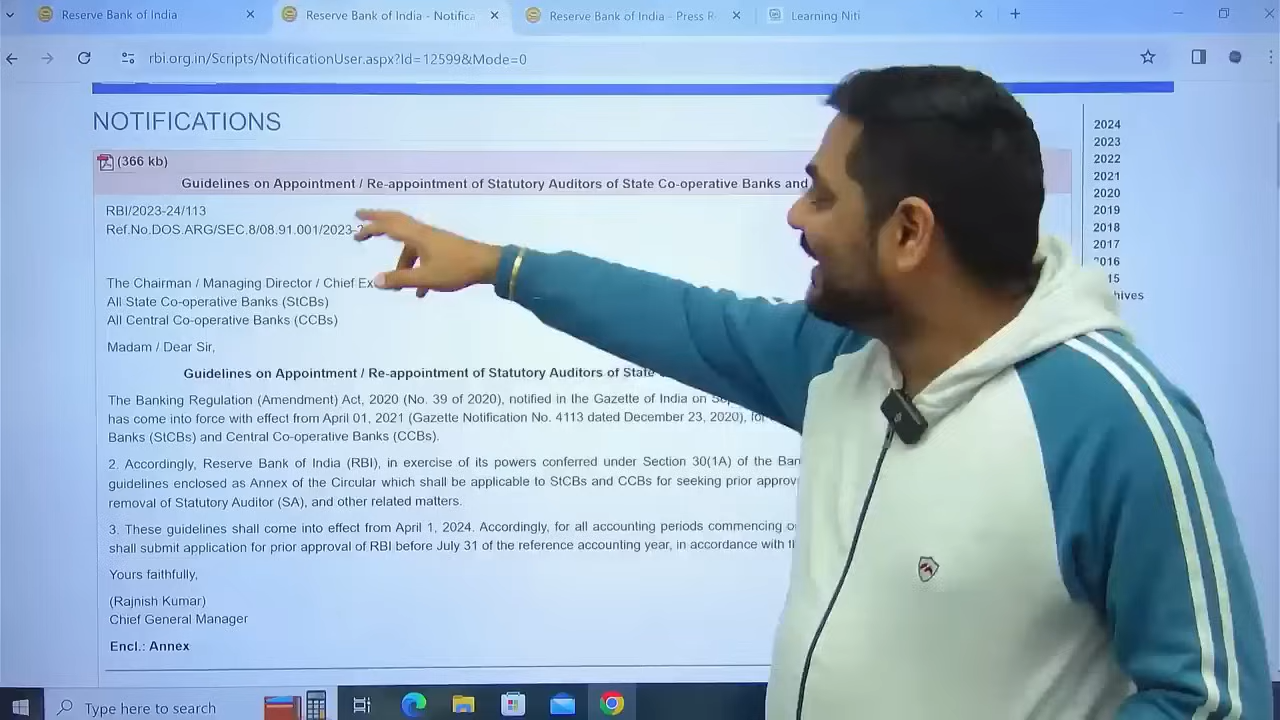 Reserve Bank of India
Reserve Bank of India - Notifica
Reserve Bank of India - Press R
Learning Niti
rbi.org.in/Scripts/NotificationUser.aspx?Id=12599&Mode=0
NOTIFICATIONS
(366 kb)
Guidelines on Appointment / Re-appointment of Statutory Auditors of State Co-operative Banks and
RBI/2023-24/113
Ref.No.DOS.ARG/SEC.8/08.91.001/2023-
The Chairman / Managing Director / Chief Ex
All State Co-operative Banks (StCBs)
All Central Co-operative Banks (CCBs)
Madam / Dear Sir,
Guidelines on Appointment / Re-appointment of Statutory Auditors of State
The Banking Regulation (Amendment) Act, 2020 (No. 39 of 2020), notified in the Gazette of India on
has come with effect from April 01, 2021 (Gazette Notification No. 4113 dated December 23, 2020),
Banks (StCBs) and Central Co-operative Banks (CCBs).
2. Accordingly, Reserve Bank of India (RBI), in exercise of its powers conferred under Section 30(1A) of the Ban
guidelines enclosed as Annex of the Circular which shall be applicable to StCBs and CCBs for seeking prior approv
removal of Statutory Auditor (SA), and other related matters.
3. These guidelines shall come into effect from April 1, 2024. Accordingly, for all accounting periods commencing o
shall submit application for prior approval of RBI before July 31 of the reference accounting year, in accordance with
Yours faithfully,
(Rajnish Kumar)
Chief General Manager
Encl.: Annex
2024
2023
2022
2021
2020
2019
2018
2017
016
15
hives
Type here to search